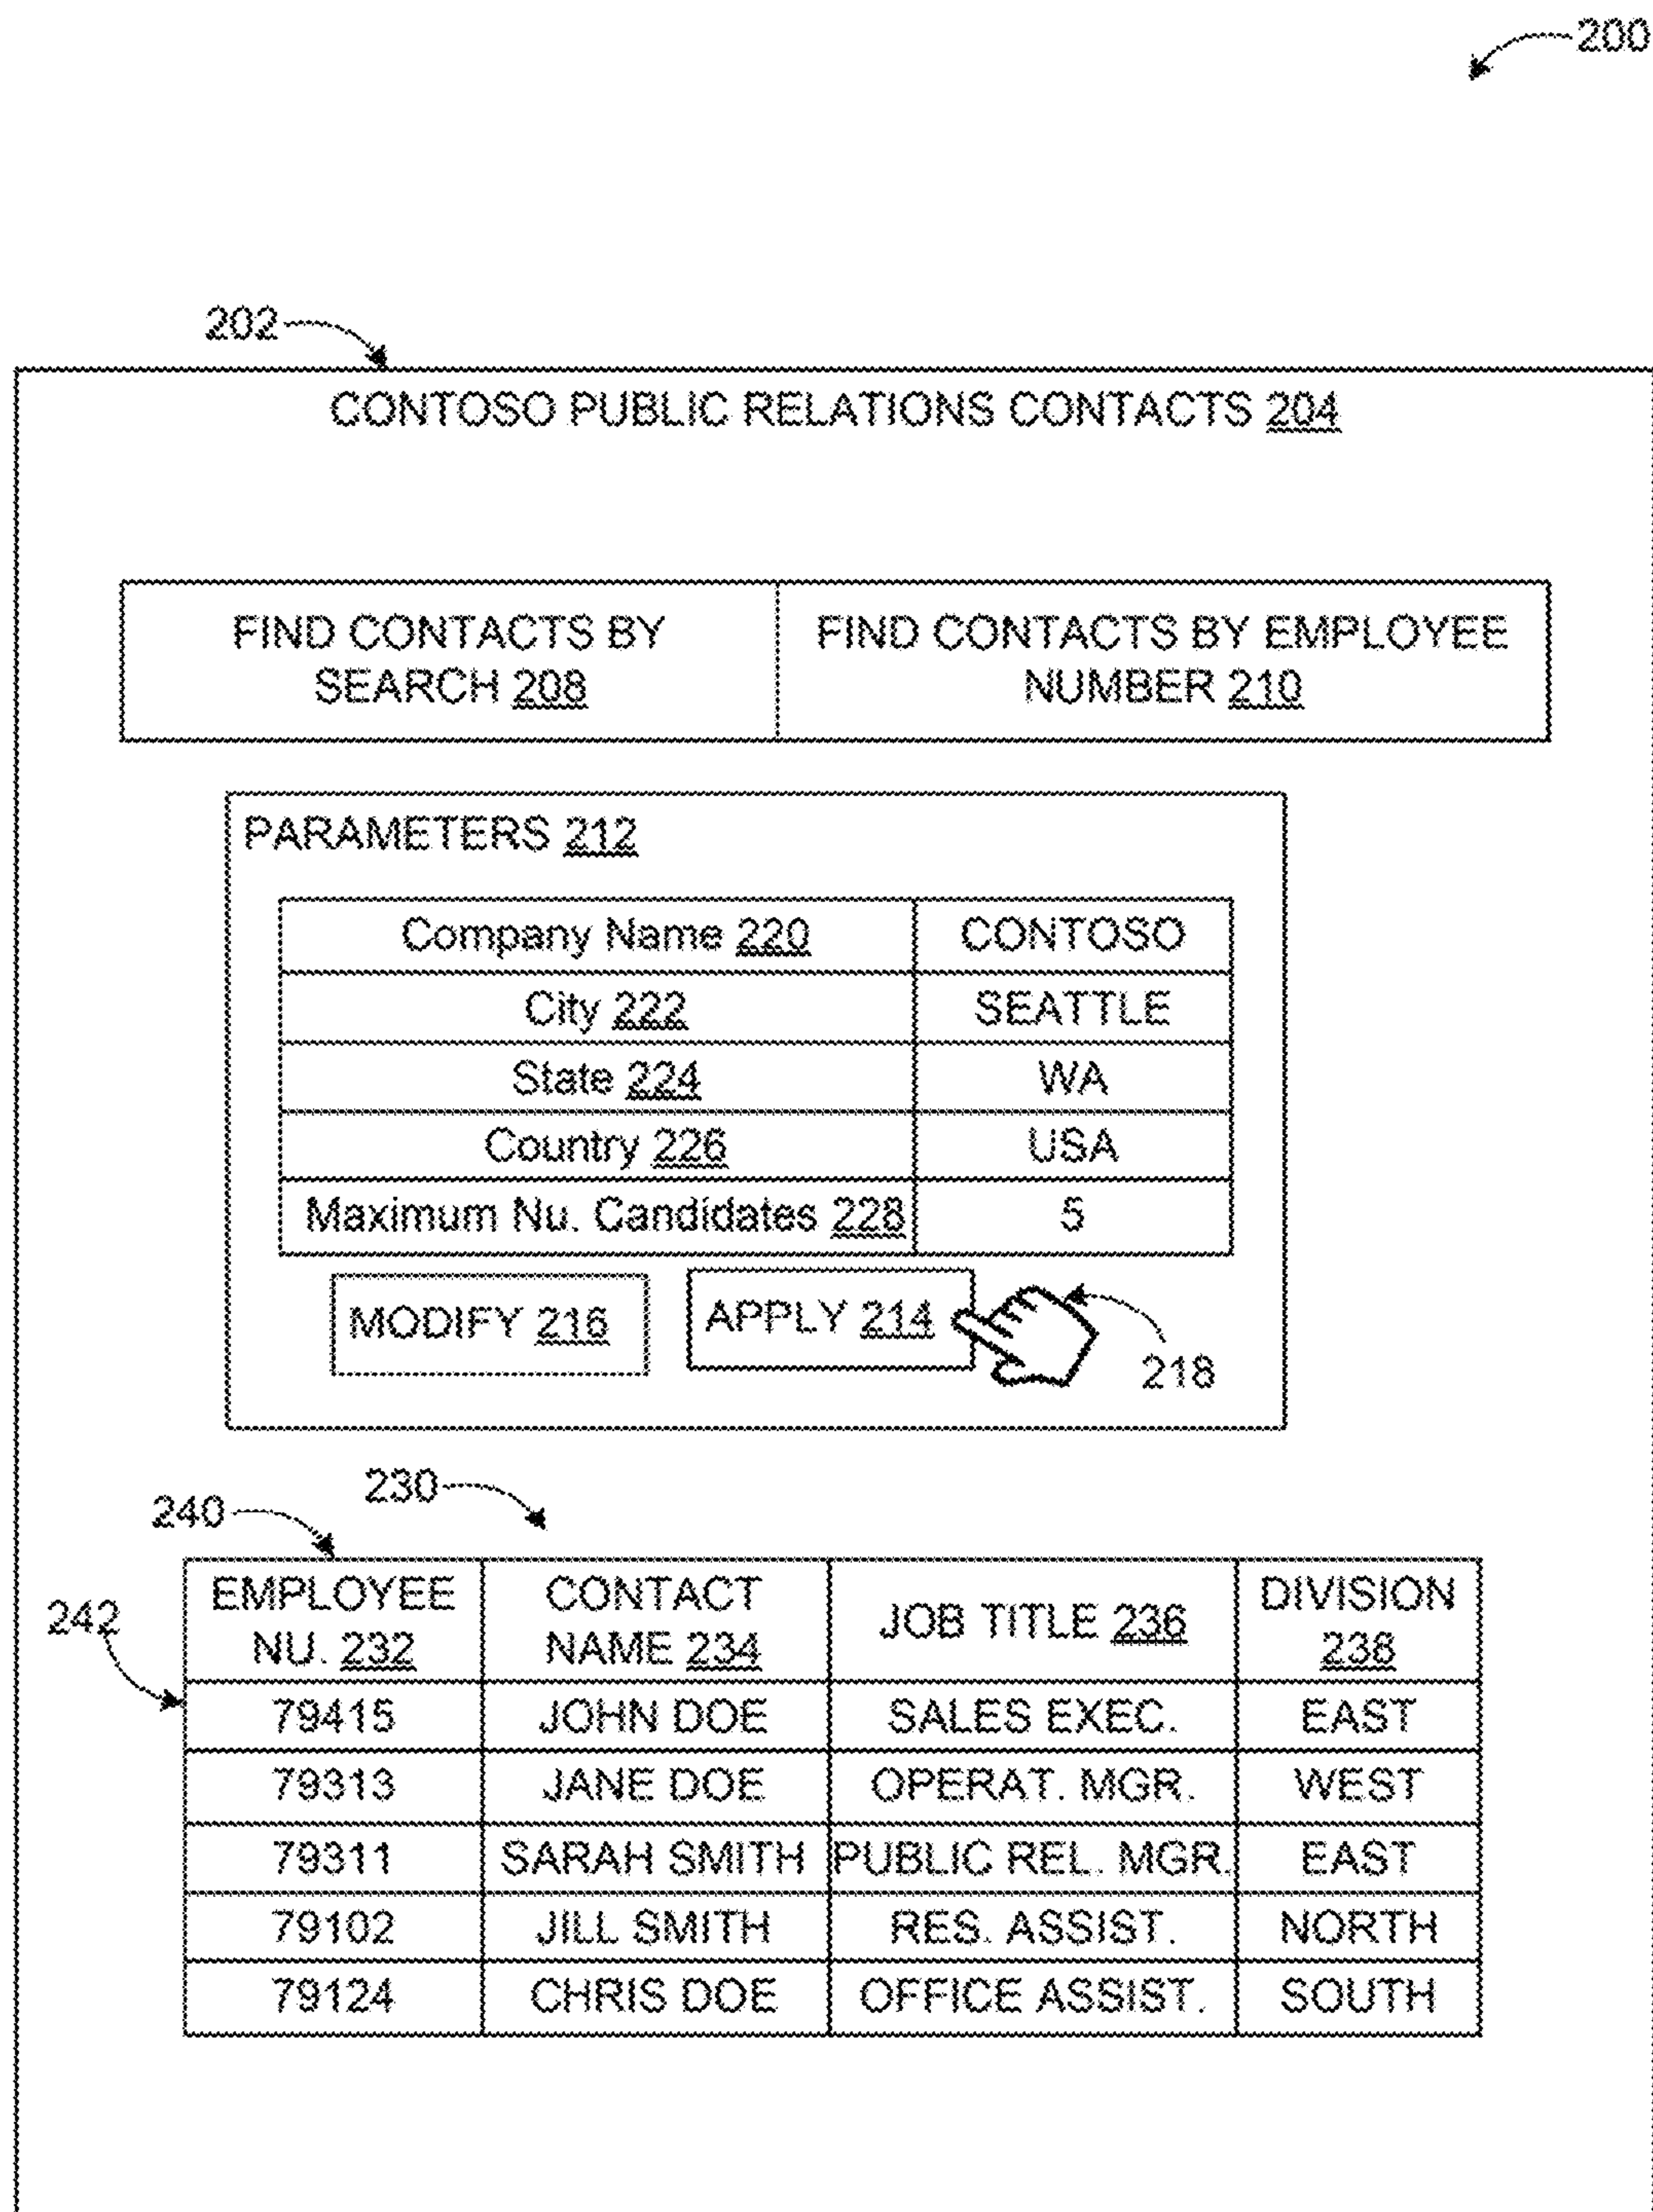 200
202
CONTOSO PUBLIC RELATIONS CONTACTS 204
FIND CONTACTS BY
SEARCH 208
FIND CONTACTS BY EMPLOYEE
NUMBER 210
PARAMETERS 212
Company Name 220 CONTOSO
City 222 SEATTLE
State 224 WA
Country 226 USA
Maximum Nu. Candidates 228 5
MODIFY 216 APPLY 214
218
230
240
242
EMPLOYEE
NU. 232
CONTACT
NAME 234
JOB TITLE 236
DIVISION
238
79415 JOHN DOE SALES EXEC. EAST
79313 JANE DOE OPERAT. MGR. WEST
79311 SARAH SMITH PUBLIC REL. MGR. EAST
79102 JILL SMITH RES. ASSIST. NORTH
79124 CHRIS DOE OFFICE ASSIST. SOUTH